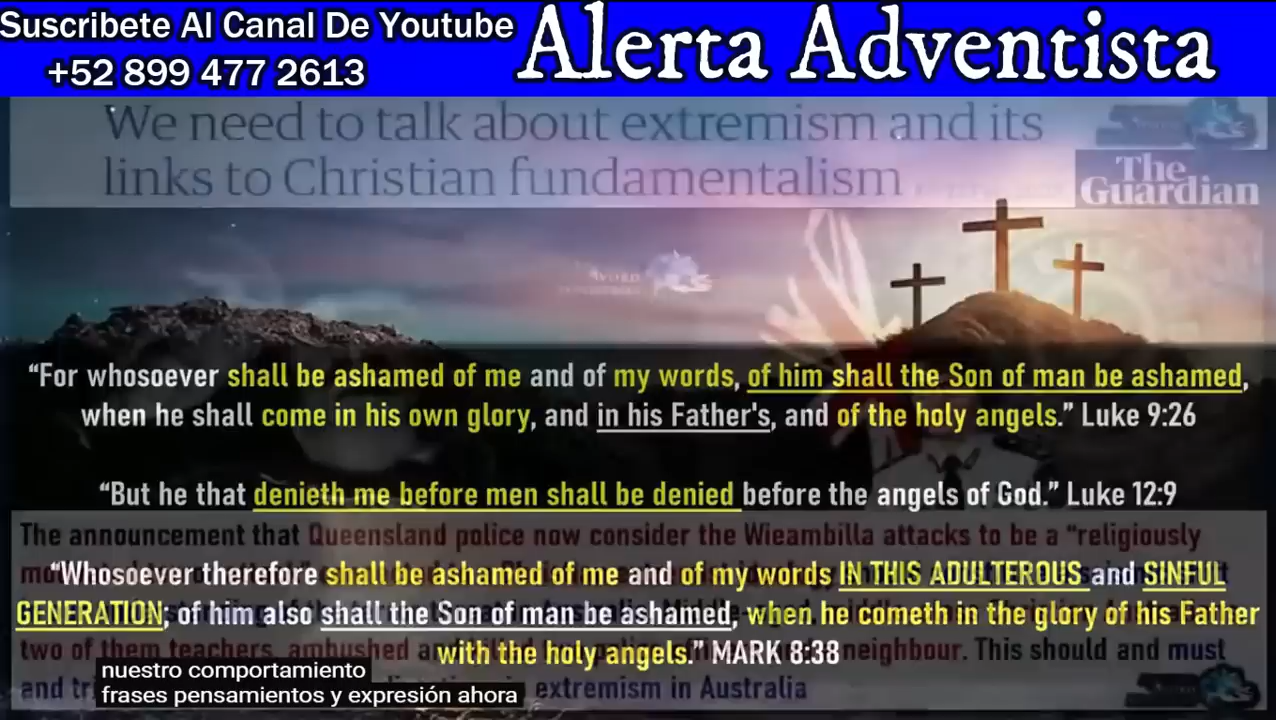 Suscribete Al Canal De Youtube
+52 899 477 2613
Alerta Adventista
We need to talk about extremism and its
links to Christian fundamentalism
The
Guardian
“For whosoever shall be ashamed of me and of my words, of him shall the Son of man be ashamed,
when he shall come in his own glory, and in his Father's, and of the holy angels.” Luke 9:26
“But he that denieth me before men shall be denied before the angels of God.” Luke 12:9
The announcement that Queensland police now consider the Wieambilla attacks to be a “religiously
“Whosoever therefore shall be ashamed of me and of my words IN THIS ADULTEROUS and SINFUL
GENERATION; of him also shall the Son of man be ashamed, when he cometh in the glory of his Father
two of them teachers, ambushed neighbour. This should and must
with the holy angels.” MARK 8:38
and extremism in Australia
nuestro comportamiento
frases pensamientos y expresión ahora